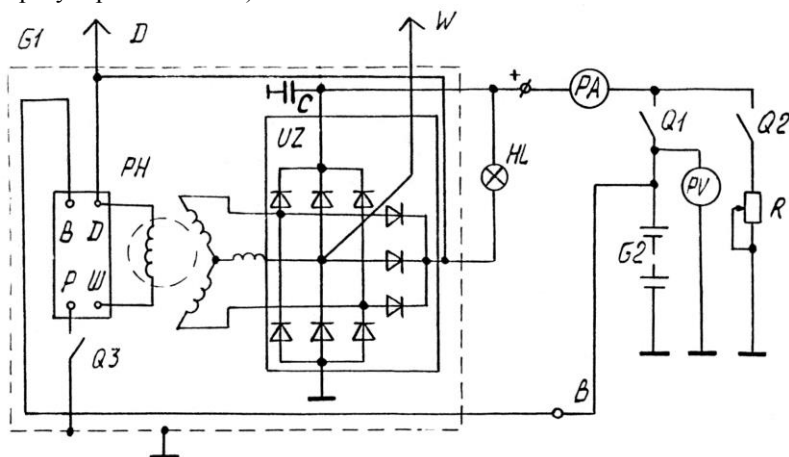 G1 D W
+ PA
C
UZ Q1 Q2
HL
PH PV
B D R
P W G2
Q3
B